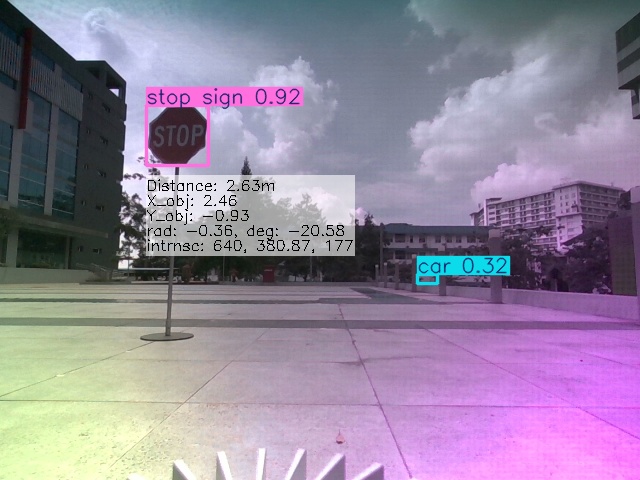 stop sign 0.92
STOP
Distance: 2.63m
X_obj: 2.46
Y_obj: -0.93
rad: -0.36, deg: -20.58
intrnsc: 640, 380.87, 177
car 0.32